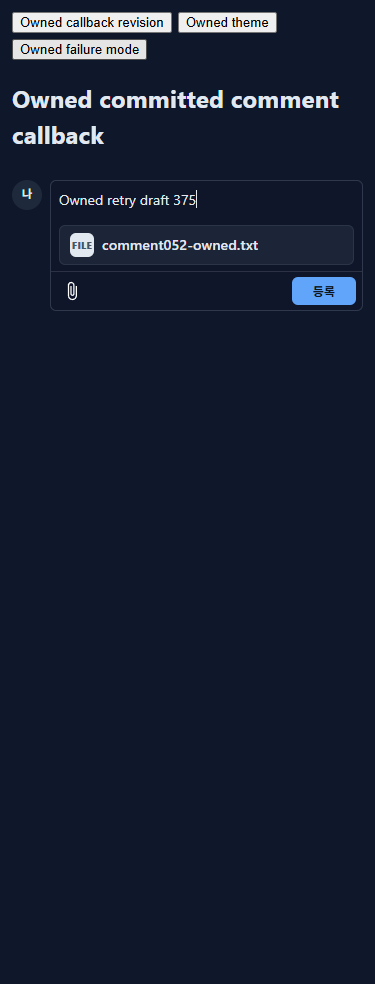 Owned callback revision Owned theme
Owned failure mode
Owned committed comment
callback
나
Owned retry draft 375
FILE comment052-owned.txt
등록